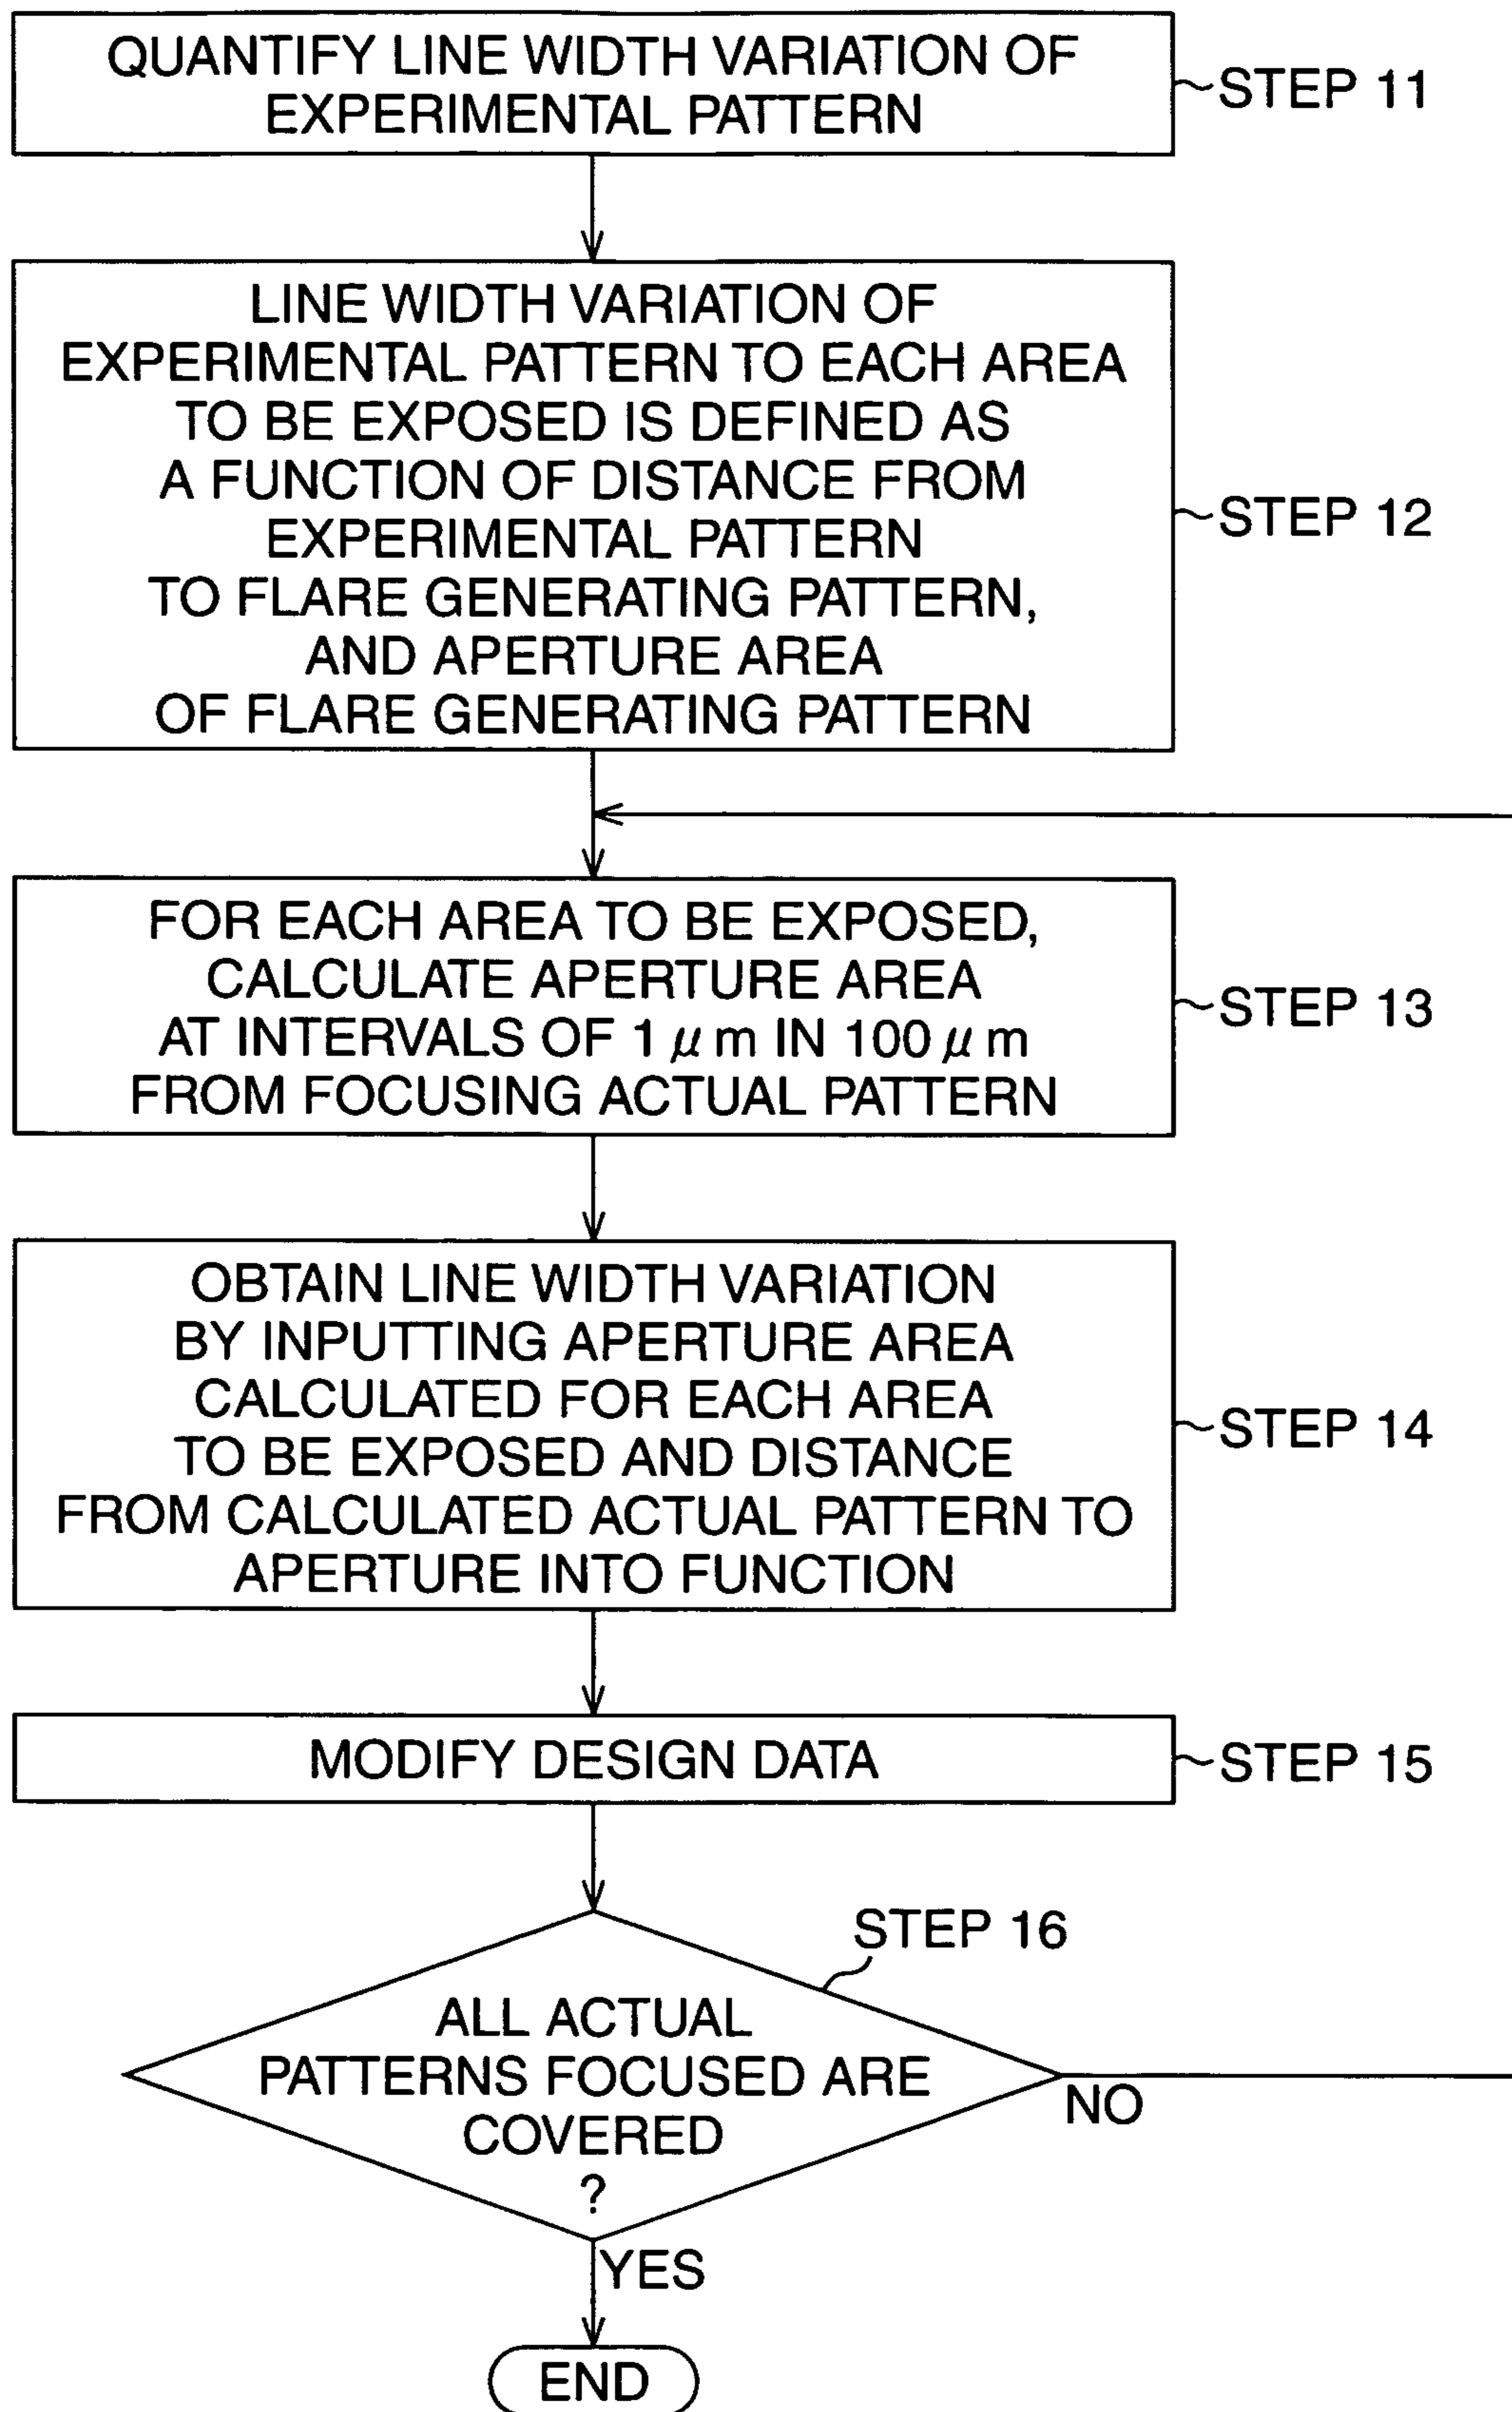 QUANTIFY LINE WIDTH VARIATION OF
EXPERIMENTAL PATTERN
STEP 11
LINE WIDTH VARIATION OF
EXPERIMENTAL PATTERN TO EACH AREA
TO BE EXPOSED IS DEFINED AS
A FUNCTION OF DISTANCE FROM
EXPERIMENTAL PATTERN
TO FLARE GENERATING PATTERN,
AND APERTURE AREA
OF FLARE GENERATING PATTERN
STEP 12
FOR EACH AREA TO BE EXPOSED,
CALCULATE APERTURE AREA
AT INTERVALS OF 1 μm IN 100 μm
FROM FOCUSING ACTUAL PATTERN
STEP 13
OBTAIN LINE WIDTH VARIATION
BY INPUTTING APERTURE AREA
CALCULATED FOR EACH AREA
TO BE EXPOSED AND DISTANCE
FROM CALCULATED ACTUAL PATTERN TO
APERTURE INTO FUNCTION
STEP 14
MODIFY DESIGN DATA
STEP 15
STEP 16
ALL ACTUAL
PATTERNS FOCUSED ARE
COVERED
?
NO
YES
END